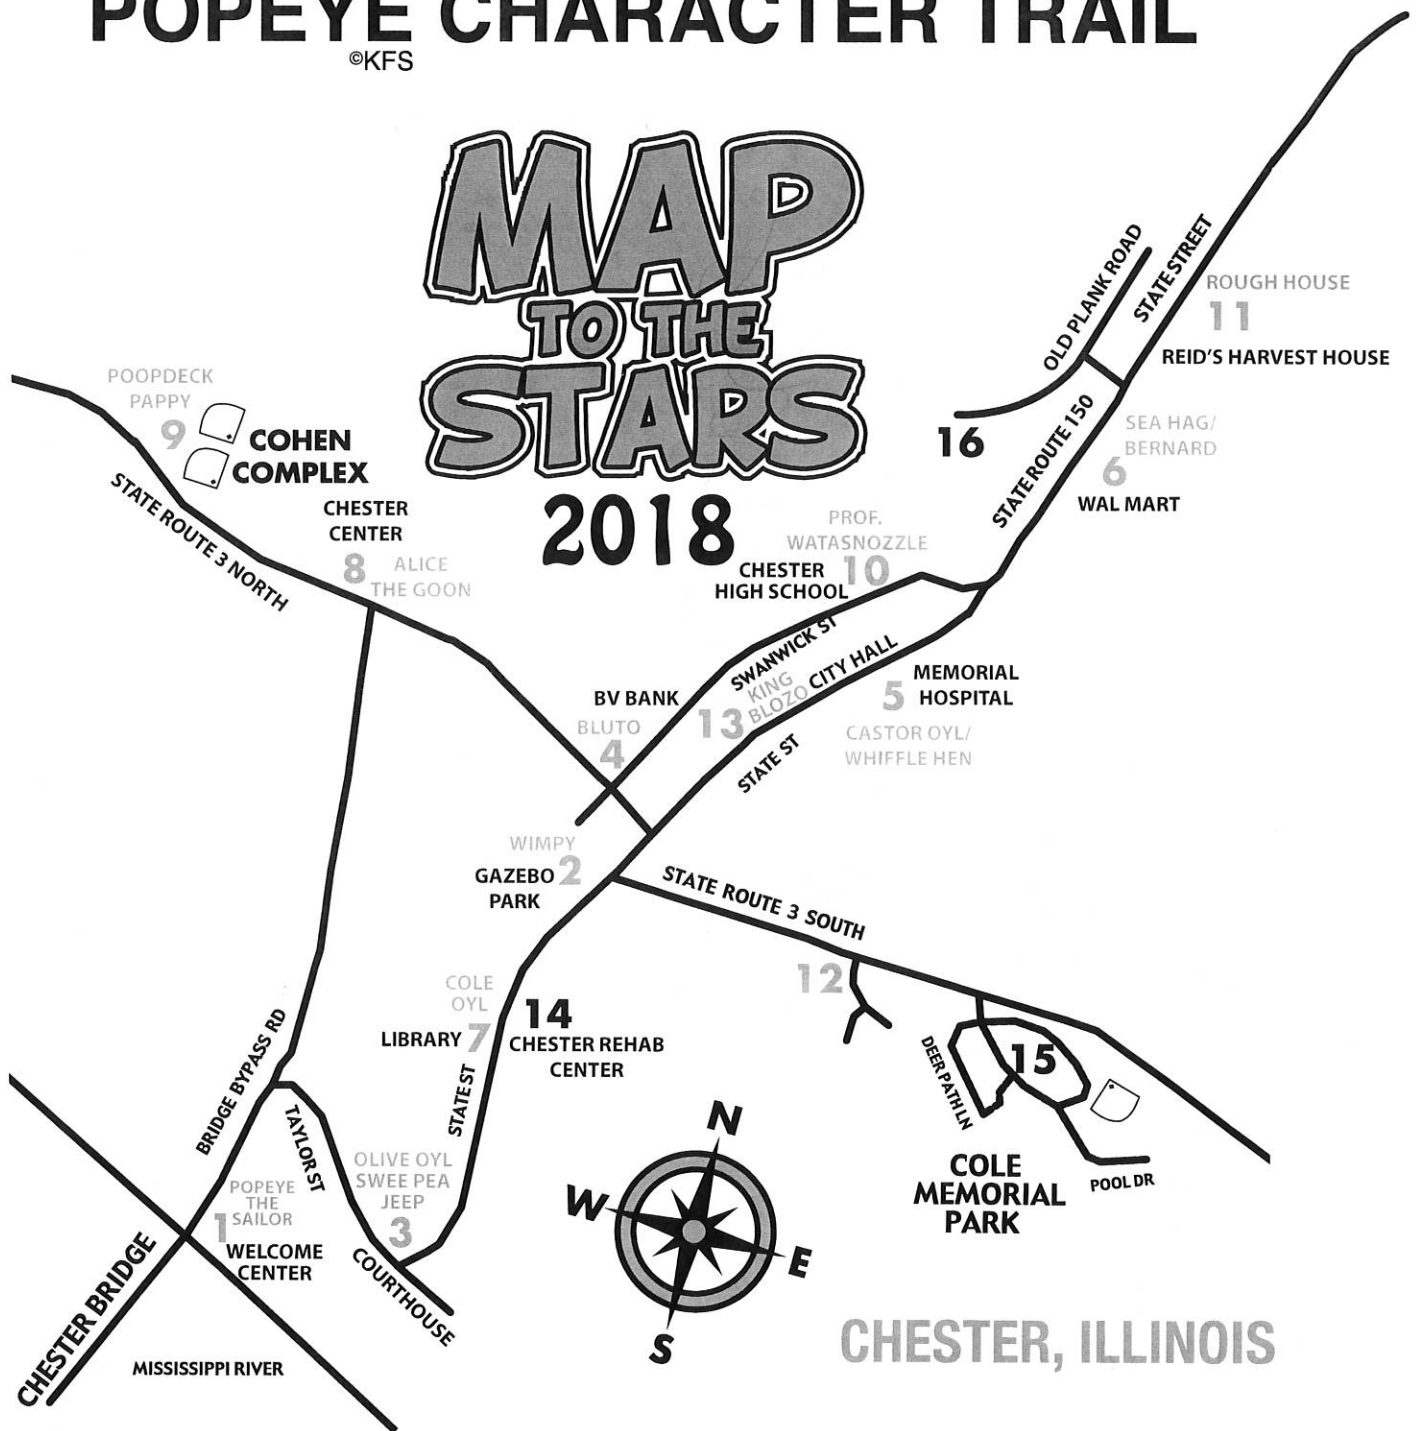 POPEYE CHARACTER TRAIL
©KFS
MAP
TO THE
STARS
2018
OLD PLANK ROAD
STATE STREET
ROUGH HOUSE
11
REID'S HARVEST HOUSE
16
STATE ROUTE 150
SEA HAG/
BERNARD
6
WAL MART
POOPDECK
PAPPY
9
COHEN
COMPLEX
STATE ROUTE 3 NORTH
CHESTER
CENTER
8
ALICE
THE GOON
PROF.
WATASNOZZLE
10
CHESTER
HIGH SCHOOL
SWANWICK ST
BV BANK
BLUTO
4
13
KING
BLOZO
CITY HALL
STATE ST
5
MEMORIAL
HOSPITAL
CASTOR OYL/
WHIFFLE HEN
WIMPY
2
GAZEBO
PARK
STATE ROUTE 3 SOUTH
12
COLE
OYL
LIBRARY
7
14
CHESTER REHAB
CENTER
STATE ST
DEER PATH LN
15
COLE
MEMORIAL
PARK
POOL DR
BRIDGE BYPASS RD
TAYLOR ST
OLIVE OYL
SWEE PEA
JEEP
3
POPEYE
THE
SAILOR
1
WELCOME
CENTER
COURTHOUSE
CHESTER BRIDGE
MISSISSIPPI RIVER
N
W
E
S
CHESTER, ILLINOIS